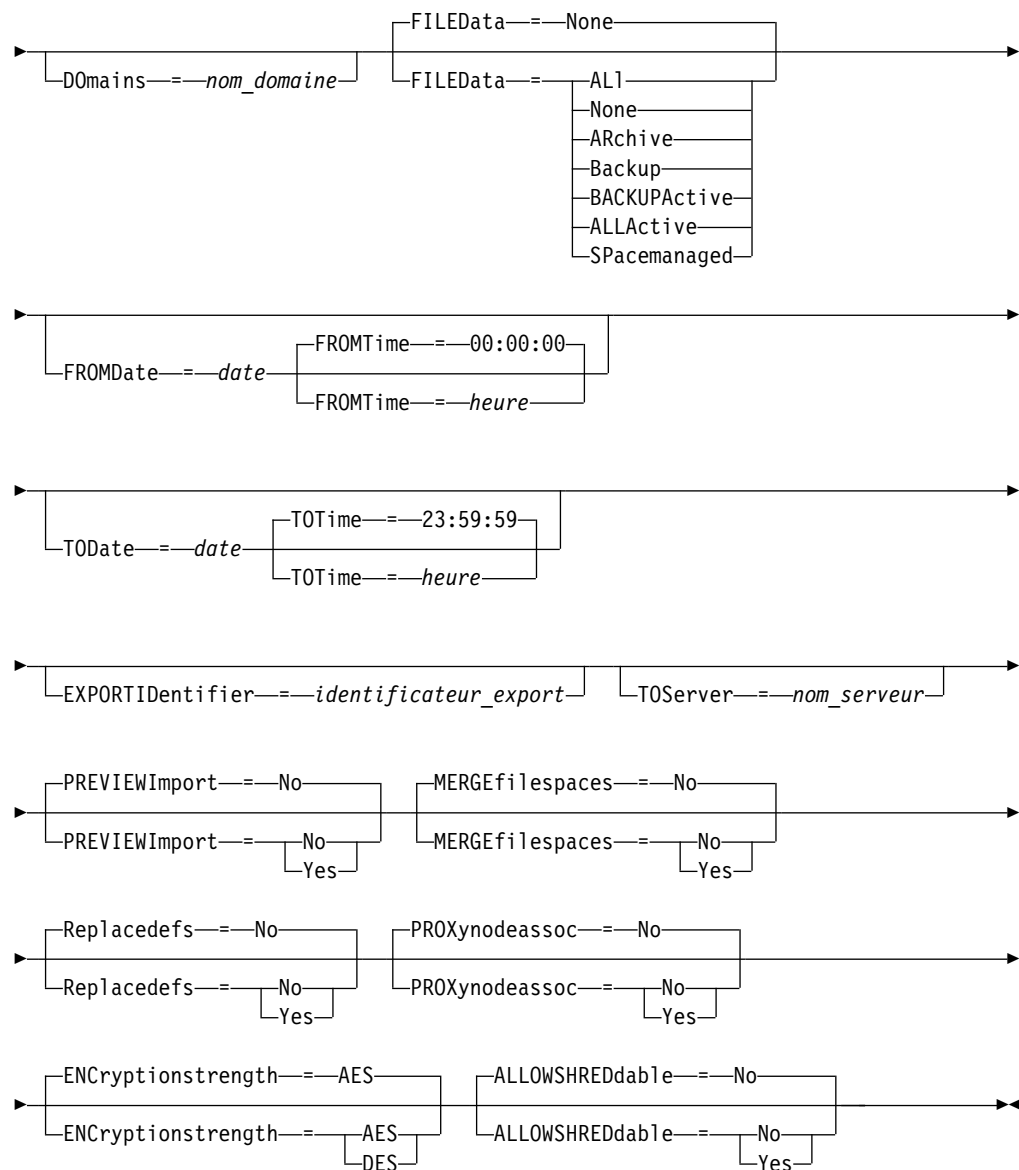 FILEData = None
DOmains = nom_domaine FILEData = ALl
None
ARchive
Backup
BACKUPActive
ALLActive
SPacemanaged
FROMTime = 00:00:00
FROMDate = date
FROMTime = heure
TOTime = 23:59:59
TODate = date
TOTime = heure
EXPORTIDentifier = identificateur_export TOServer = nom_serveur
PREVIEWImport = No MERGEfilespaces = No
PREVIEWImport = No MERGEfilespaces = No
Yes Yes
Replacedefs = No PROXynodeassoc = No
Replacedefs = No PROXynodeassoc = No
Yes Yes
ENCryptionstrength = AES ALLOWSHREDdable = No
ENCryptionstrength = AES ALLOWSHREDdable = No
DES Yes